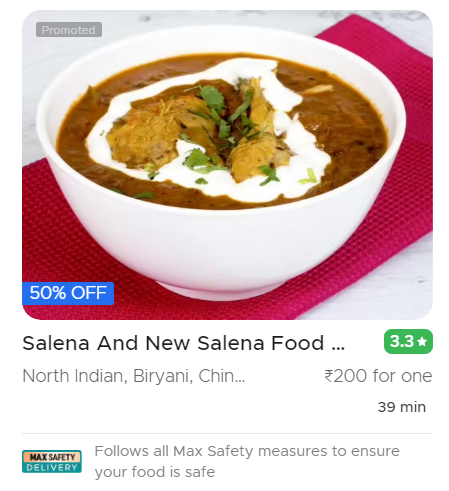 Promoted
50% OFF
Salena And New Salena Food ...
3.3★
North Indian, Biryani, Chin...
₹200 for one
39 min
MAX SAFETY
DELIVERY
Follows all Max Safety measures to ensure
your food is safe